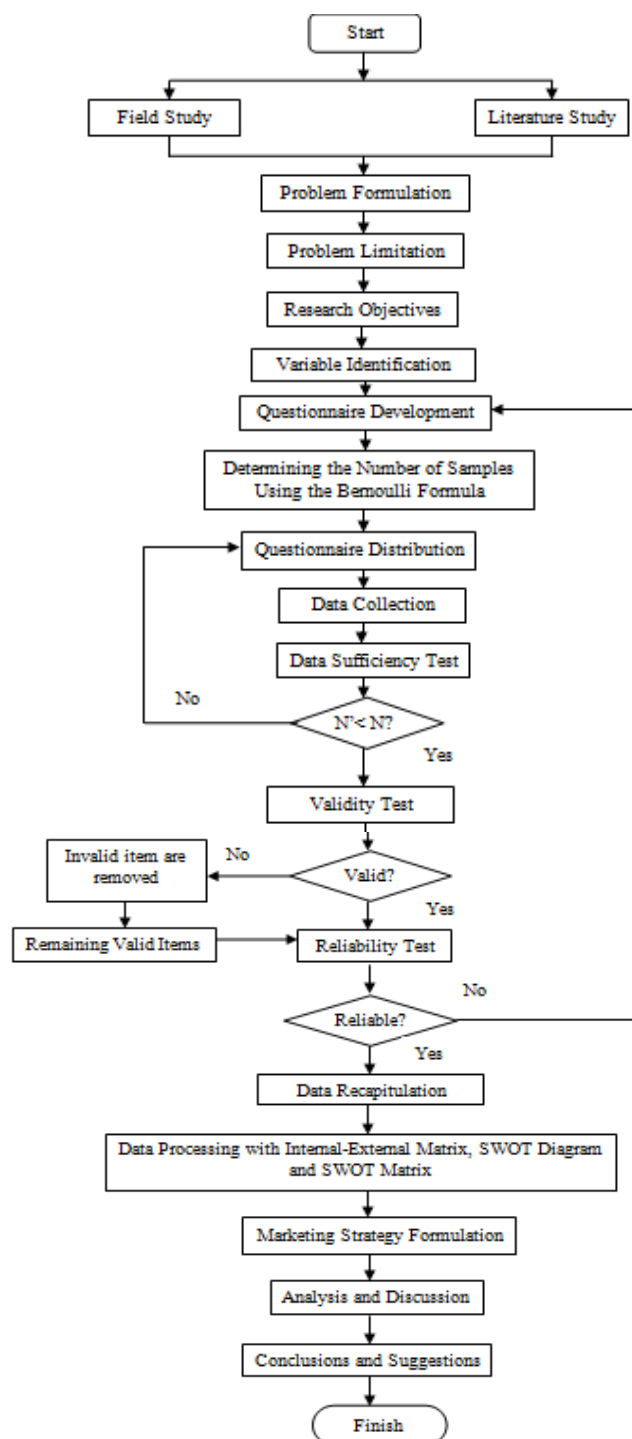 Start
Field Study
Literature Study
Problem Formulation
Problem Limitation
Research Objectives
Variable Identification
Questionnaire Development
Determining the Number of Samples
Using the Bernoulli Formula
Questionnaire Distribution
Data Collection
Data Sufficiency Test
No
N'< N?
Yes
Validity Test
Invalid item are
removed
No
Valid?
Yes
Remaining Valid Items
Reliability Test
No
Reliable?
Yes
Data Recapitulation
Data Processing with Internal-External Matrix, SWOT Diagram
and SWOT Matrix
Marketing Strategy Formulation
Analysis and Discussion
Conclusions and Suggestions
Finish